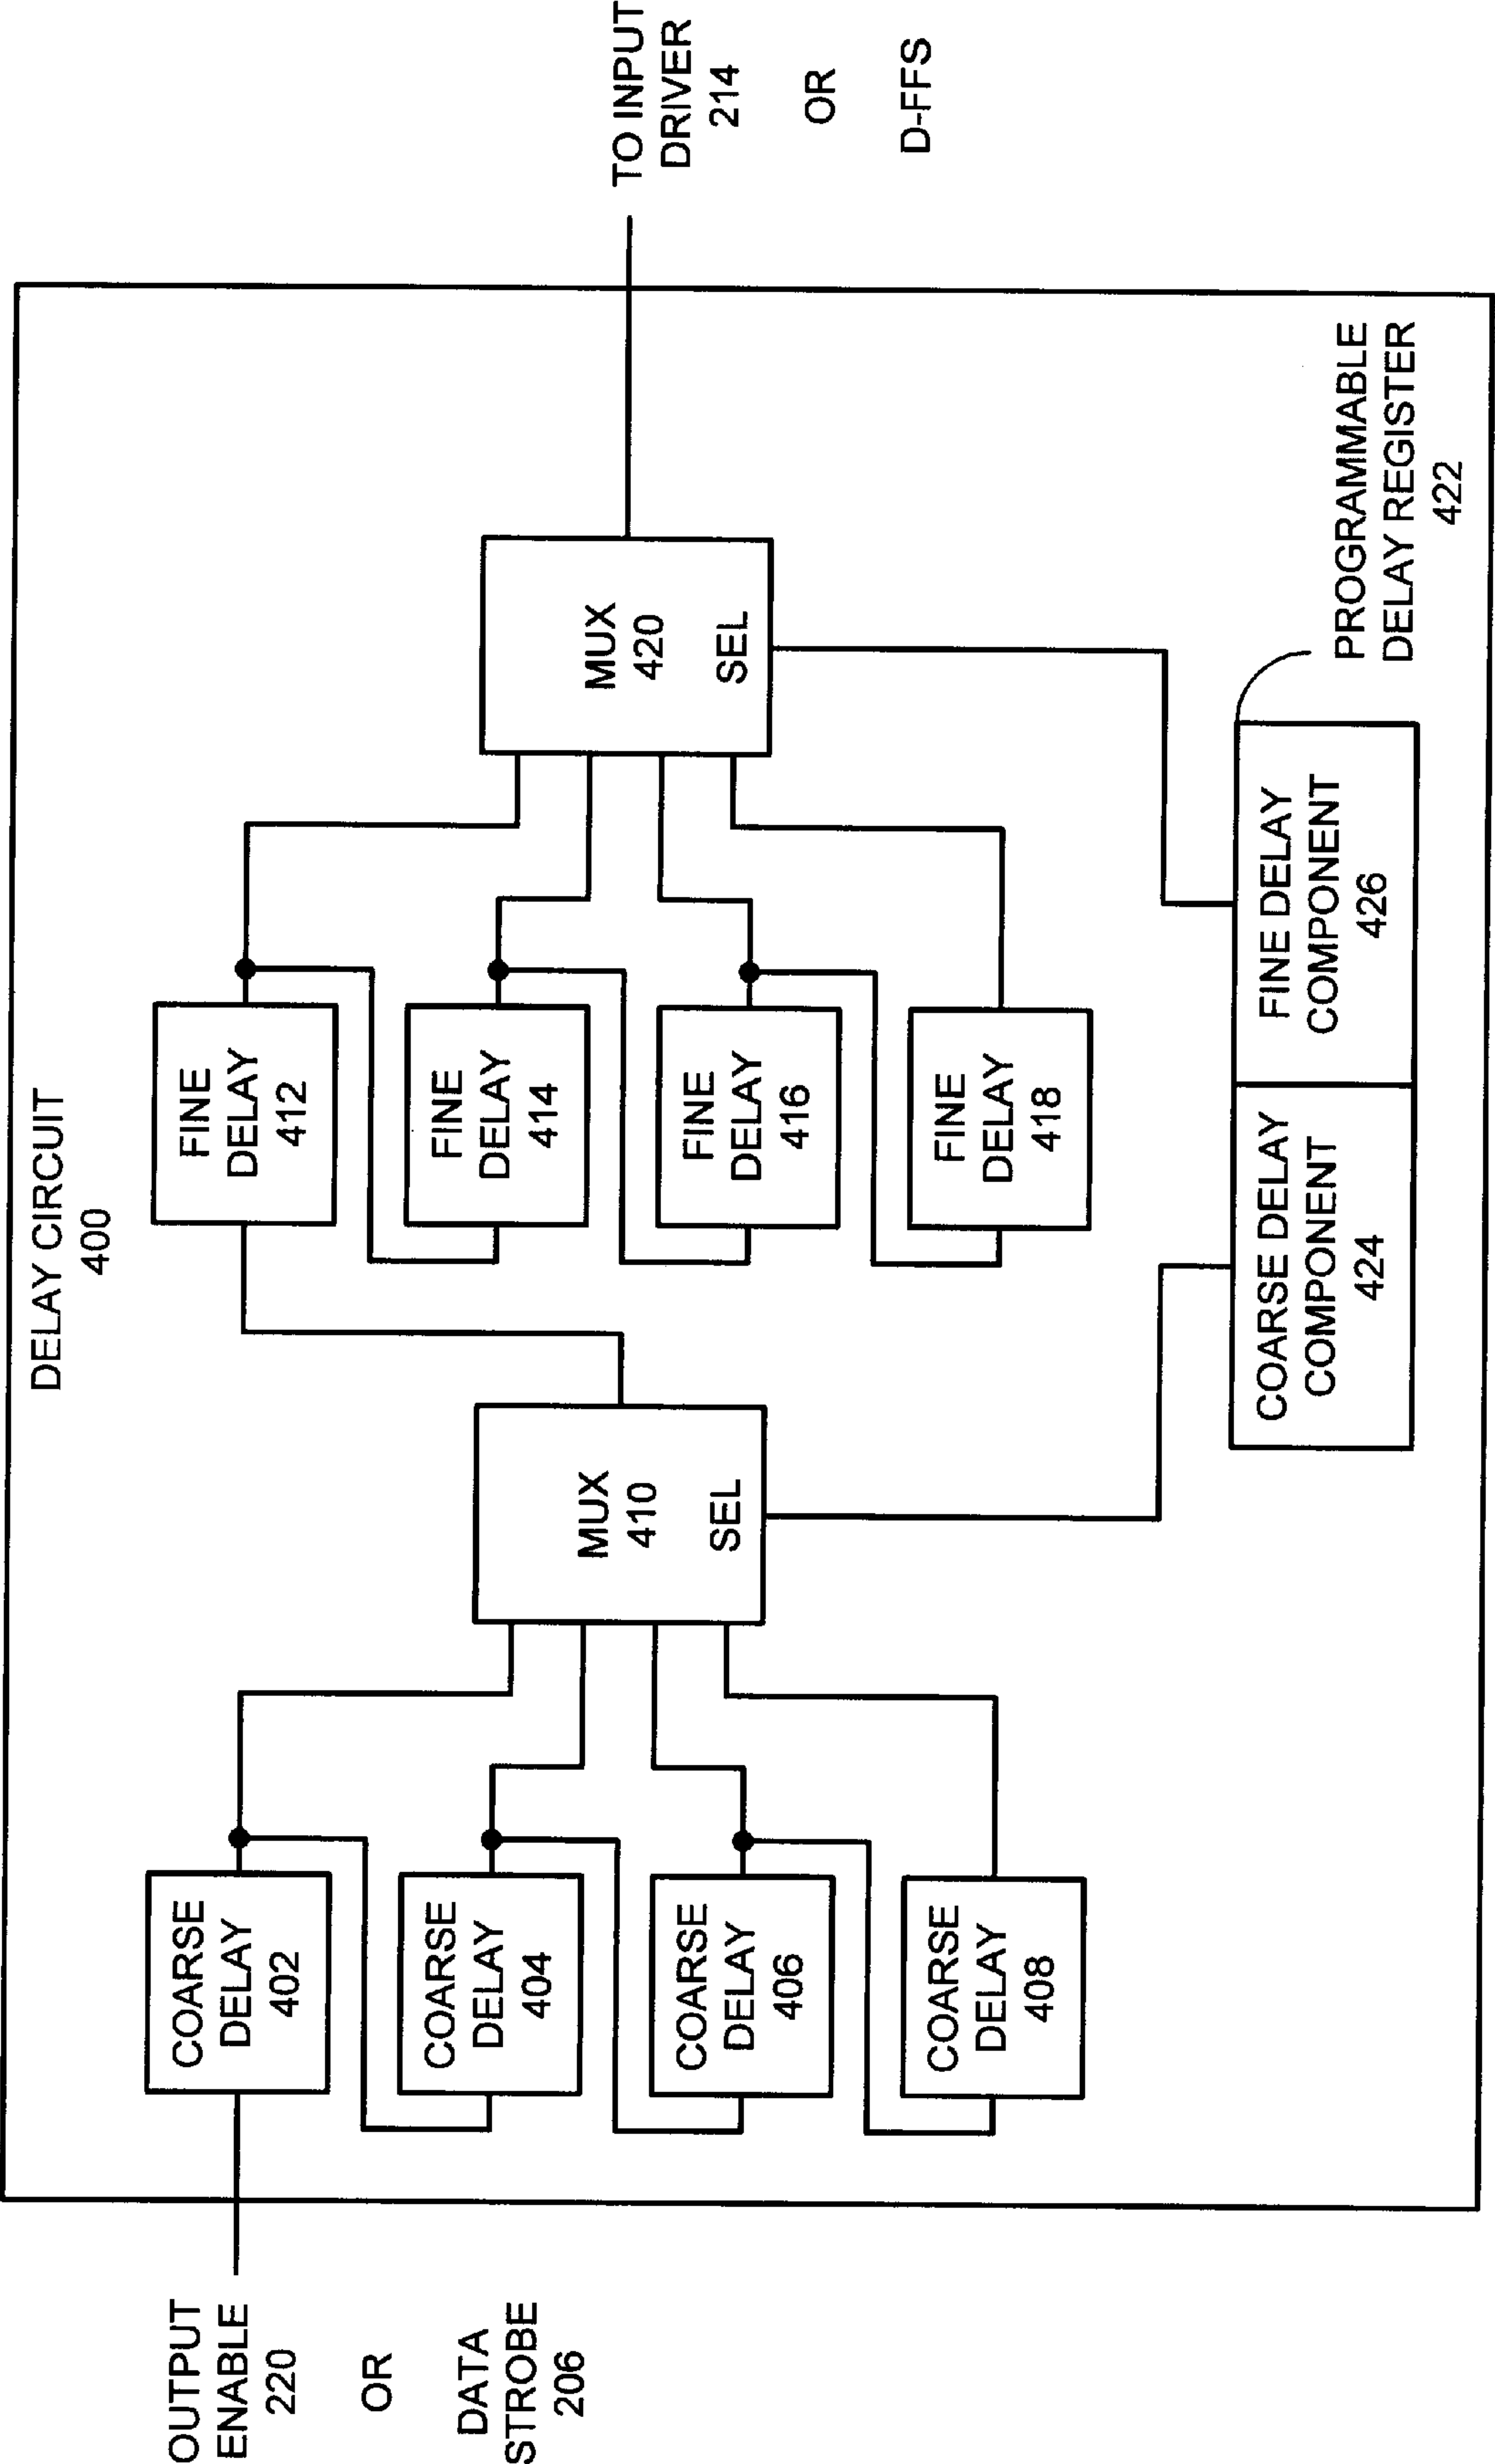 DELAY CIRCUIT
400
OUTPUT
ENABLE
220
OR
DATA
STROBE
206
COARSE
DELAY
402
COARSE
DELAY
404
COARSE
DELAY
406
COARSE
DELAY
408
MUX
410
SEL
FINE
DELAY
412
FINE
DELAY
414
FINE
DELAY
416
FINE
DELAY
418
MUX
420
SEL
TO INPUT
DRIVER
214
OR
D-FFS
COARSE DELAY
COMPONENT
424
FINE DELAY
COMPONENT
426
PROGRAMMABLE
DELAY REGISTER
422